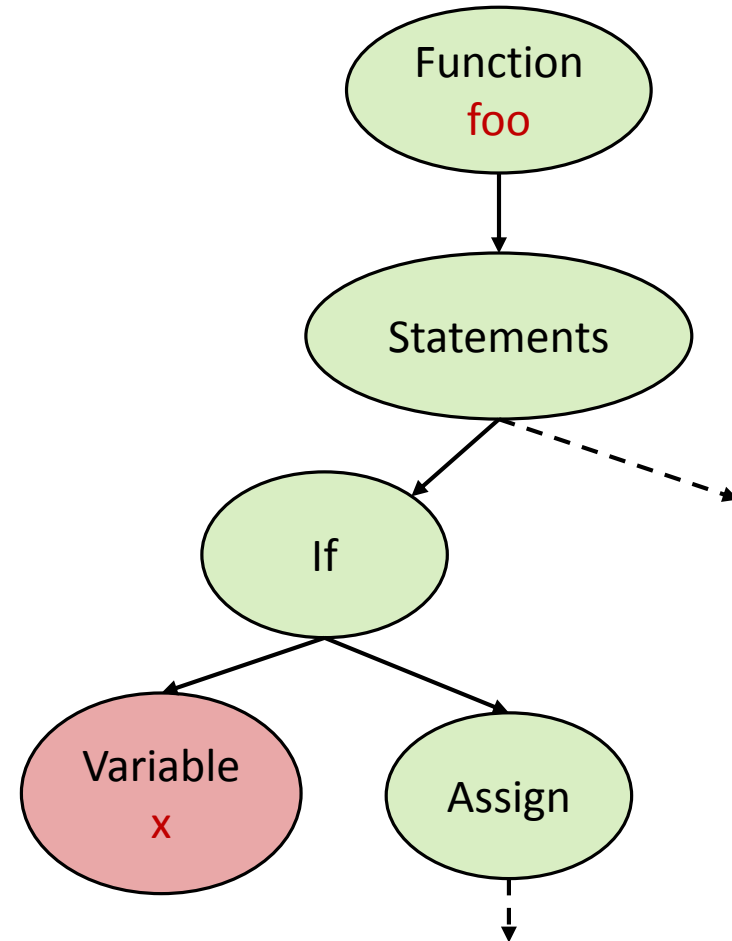 Function
foo
Statements
If
Variable
x
Assign